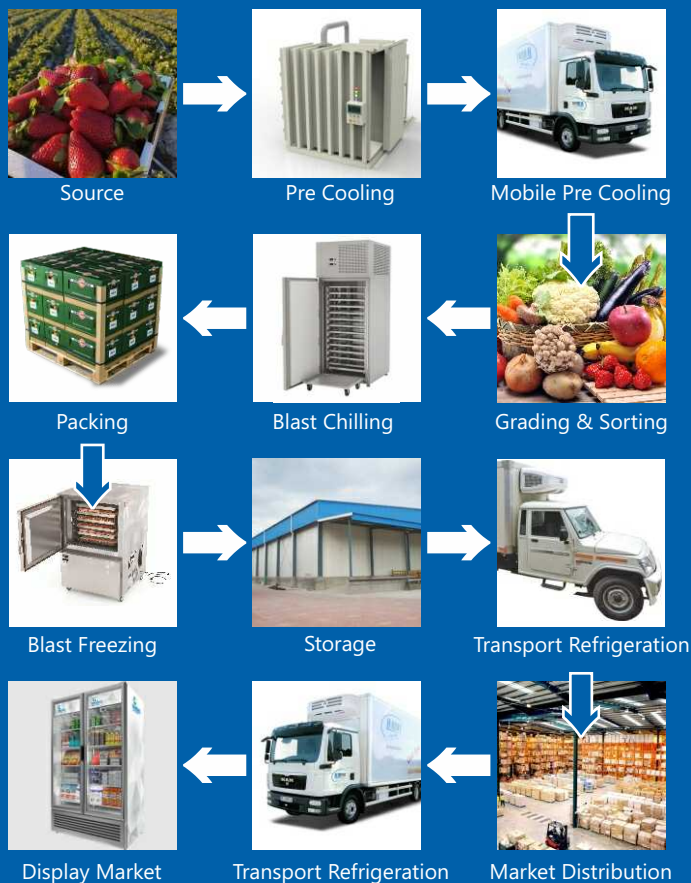 Source
Pre Cooling
Mobile Pre Cooling
Packing
Blast Chilling
Grading & Sorting
Blast Freezing
Storage
Transport Refrigeration
Display Market
Transport Refrigeration
Market Distribution